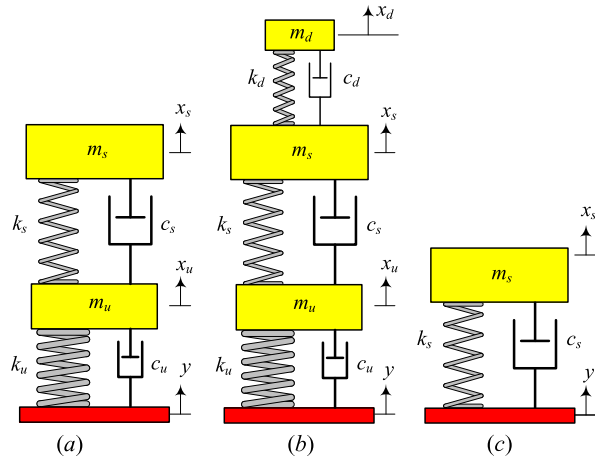 x_d
m_d
k_d
c_d
x_s
m_s
k_s
c_s
x_u
m_u
k_u
c_u
y
(a)
x_s
m_s
k_s
c_s
x_u
m_u
k_u
c_u
y
(b)
x_s
m_s
k_s
c_s
y
(c)